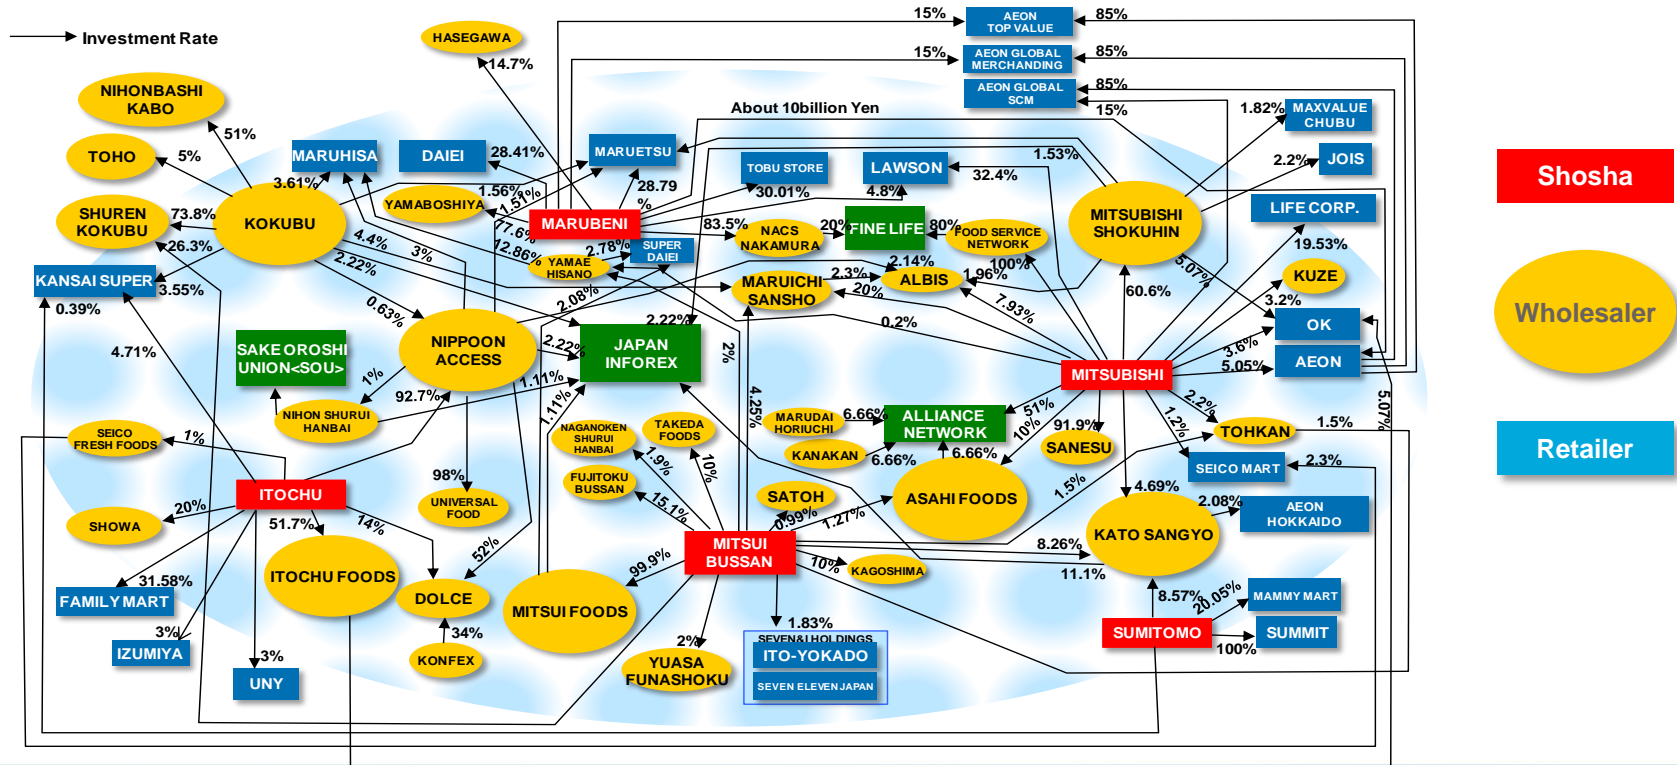 Investment Rate
HASEGAWA
14.7%
15%
AEON
TOP VALUE
85%
15%
AEON GLOBAL
MERCHANDING
85%
AEON GLOBAL
SCM
85%
15%
About 10billion Yen
NIHONBASHI
KABO
51%
TOHO
5%
MARUHISA
3.61%
DAIEI
28.41%
MARUETSU
28.79
%
TOBU STORE
30.01%
LAWSON
4.8%
32.4%
1.53%
1.82%
MAXVALUE
CHUBU
2.2%
JOIS
Shosha
SHUREN
KOKUBU
73.8%
26.3%
KOKUBU
YAMABOSHIYA
1.56%
1.51%
77.6%
MARUBENI
83.5%
NACS
NAKAMURA
20%
FINE LIFE
80%
FOOD SERVICE
NETWORK
100%
MITSUBISHI
SHOKUHIN
LIFE CORP.
19.53%
KANSAI SUPER
3.55%
0.39%
4.4%
3%
2.22%
12.86%
YAMAE
HISANO
2.78%
SUPER
DAIEI
2.08%
MARUICHI
SANSHO
2.3%
2.14%
ALBIS
1.96%
20%
7.93%
5.07%
60.6%
KUZE
3.2%
OK
Wholesaler
0.63%
4.71%
NIPPOON
ACCESS
2.22%
2.22%
JAPAN
INFOREX
0.2%
2%
3.6%
MITSUBISHI
5.05%
AEON
SAKE OROSHI
UNION<SOU>
1%
92.7%
1.11%
1.11%
NIHON SHURUI
HANBAI
4.25%
MARUDAI
HORIUCHI
6.66%
ALLIANCE
NETWORK
51%
10%
91.9%
SANESU
2.2%
1.2%
TOHKAN
1.5%
5.07%
SEICO
FRESH FOODS
1%
NAGANOKEN
SHURUI
HANBAI
1.9%
TAKEDA
FOODS
10%
KANAKAN
6.66%
6.66%
SEICO MART
2.3%
Retailer
ITOCHU
98%
UNIVERSAL
FOOD
FUJITOKU
BUSSAN
15.1%
SATOH
0.99%
1.27%
ASAHI FOODS
1.5%
4.69%
2.08%
AEON
HOKKAIDO
SHOWA
20%
51.7%
14%
52%
MITSUI
BUSSAN
8.26%
KATO SANGYO
11.1%
ITOCHU FOODS
99.9%
10%
KAGOSHIMA
31.58%
FAMILY MART
DOLCE
MITSUI FOODS
8.57%
20.05%
MAMMY MART
34%
1.83%
SUMITOMO
SUMMIT
100%
3%
IZUMIYA
3%
UNY
KONFEX
2%
YUASA
FUNASHOKU
SEVEN&I HOLDINGS
ITO-YOKADO
SEVEN ELEVEN JAPAN